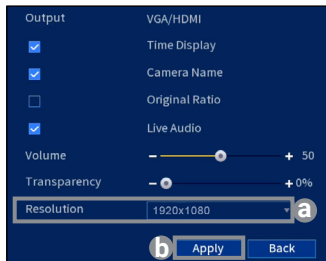 Output VGA/HDMI
Time Display
Camera Name
Original Ratio
Live Audio
Volume - + 50
Transparency - + 0%
Resolution 1920x1080 a
b Apply Back